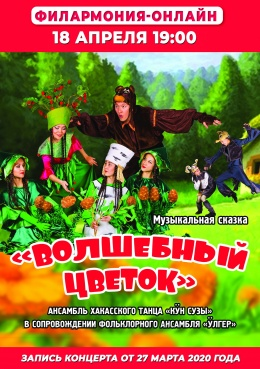 ФИЛАРМОНИЯ-ОНЛАЙН
18 АПРЕЛЯ 19:00
Музыкальная сказка
«ВОЛШЕБНЫЙ
ЦВЕТОК»
АНСАМБЛЬ ХАКАССКОГО ТАНЦА «КӰН СУЗЫ»
В СОПРОВОЖДЕНИИ ФОЛЬКЛОРНОГО АНСАМБЛЯ «ӰЛГЕР»
ЗАПИСЬ КОНЦЕРТА ОТ 27 МАРТА 2020 ГОДА